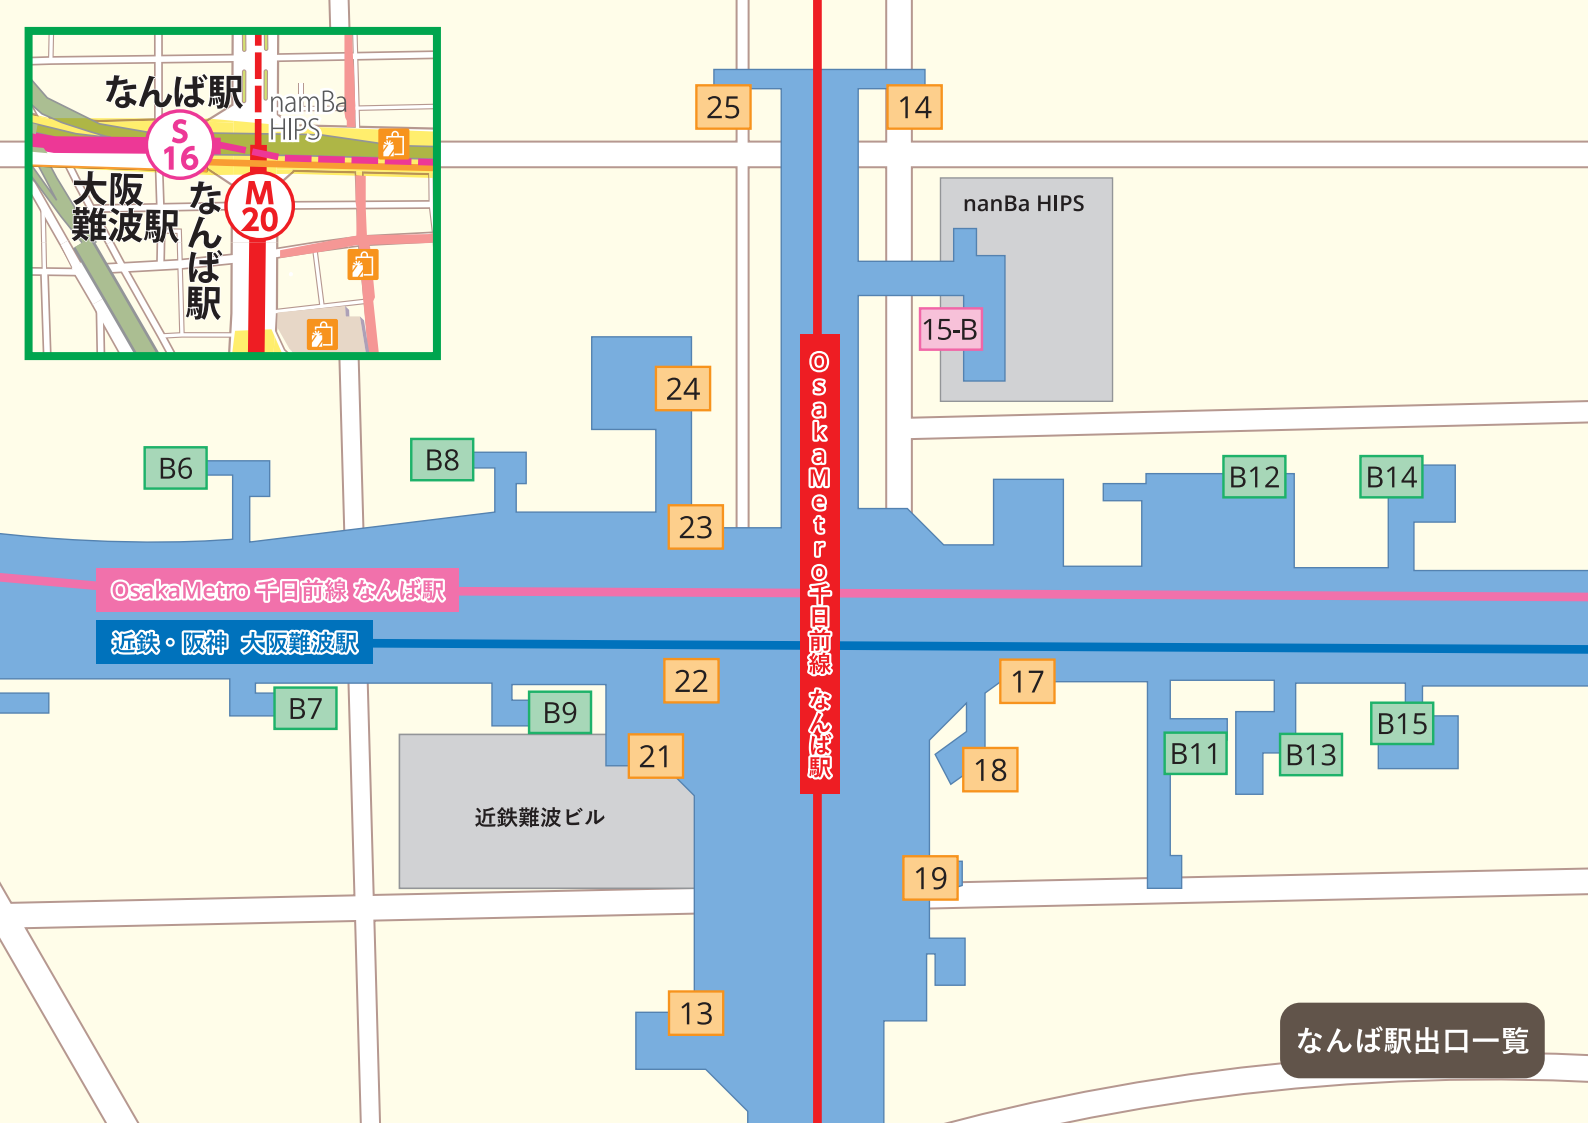 なんば駅
namBa
HIPS
S
16
大阪
難波駅
なんば駅
M
20
25
14
nanBa HIPS
15-B
24
B6
B8
B12
B14
23
OsakaMetro千日前線 なんば駅
OsakaMetro 千日前線 なんば駅
近鉄・阪神 大阪難波駅
22
17
B7
B9
B15
21
18
B11
B13
近鉄難波ビル
19
13
なんば駅出口一覧